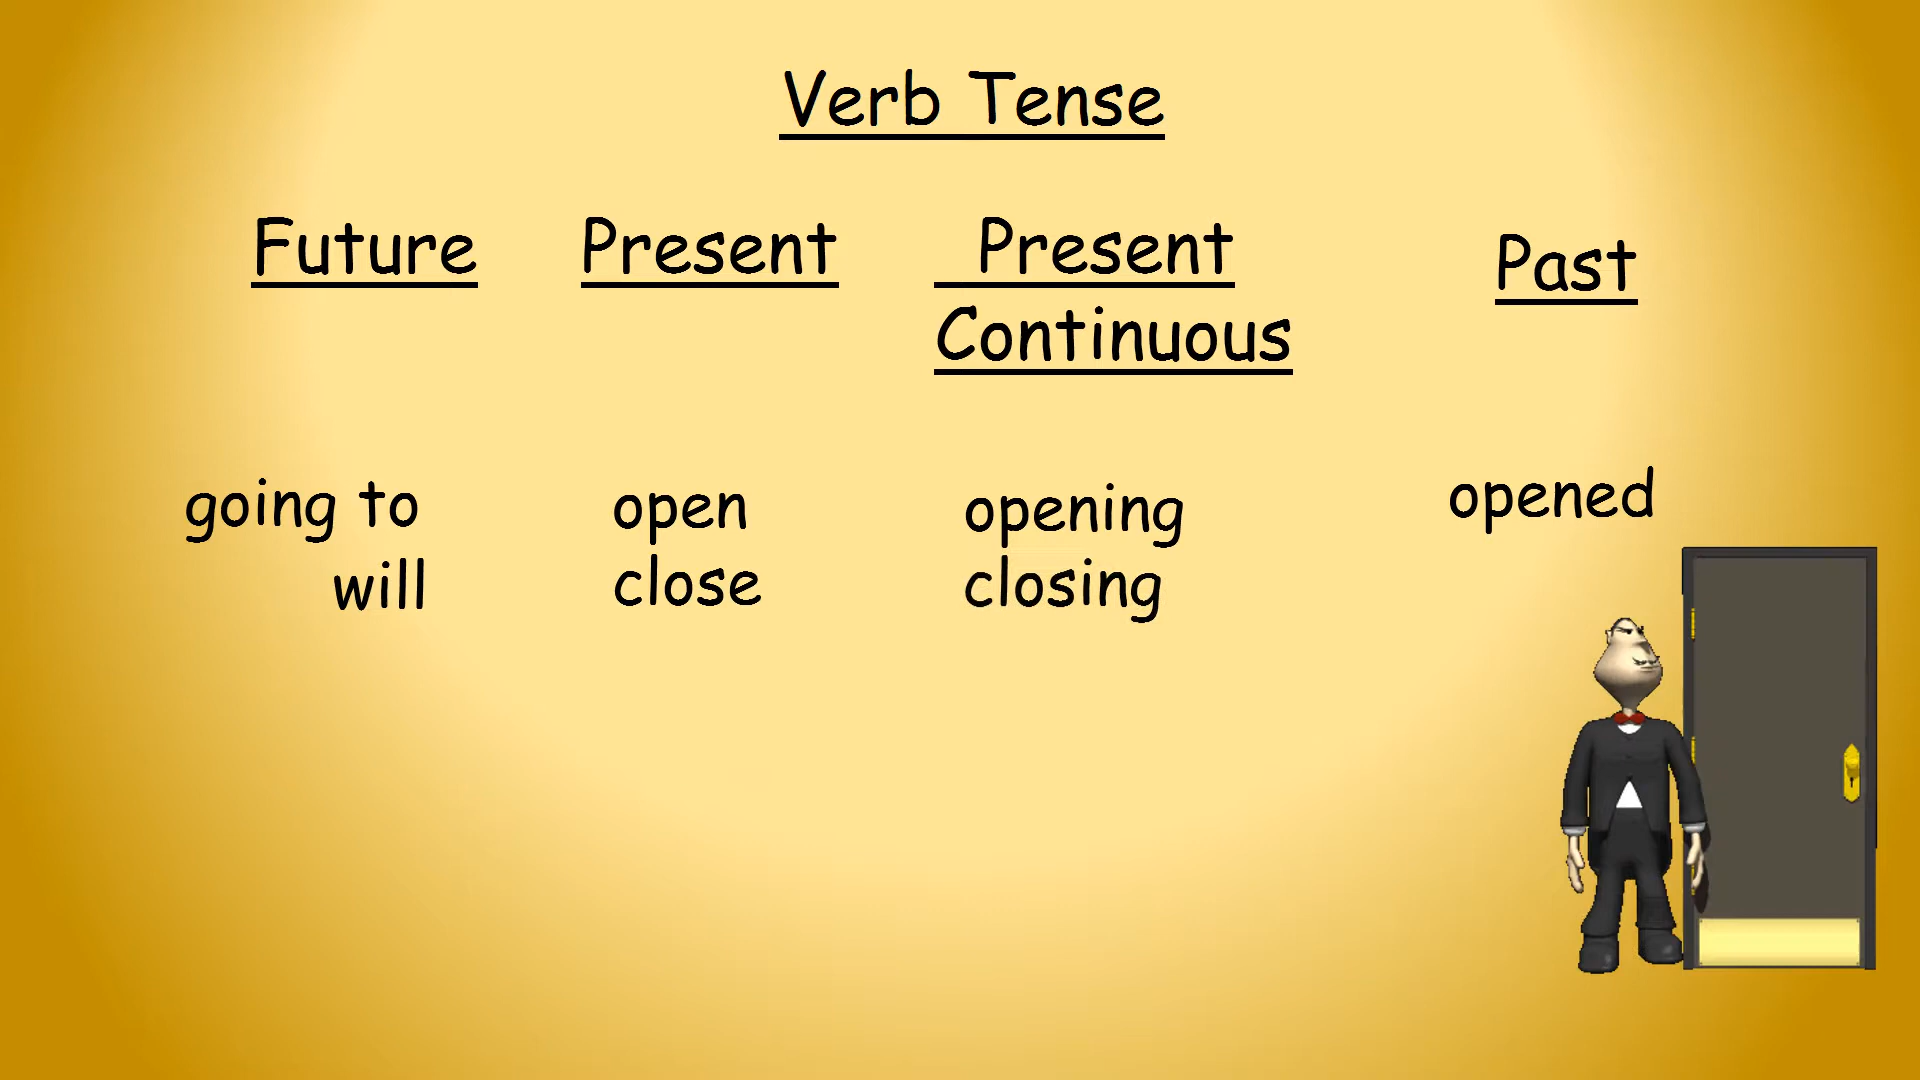 Verb Tense
Future Present Present Past
Continuous
going to open opening opened
will close closing